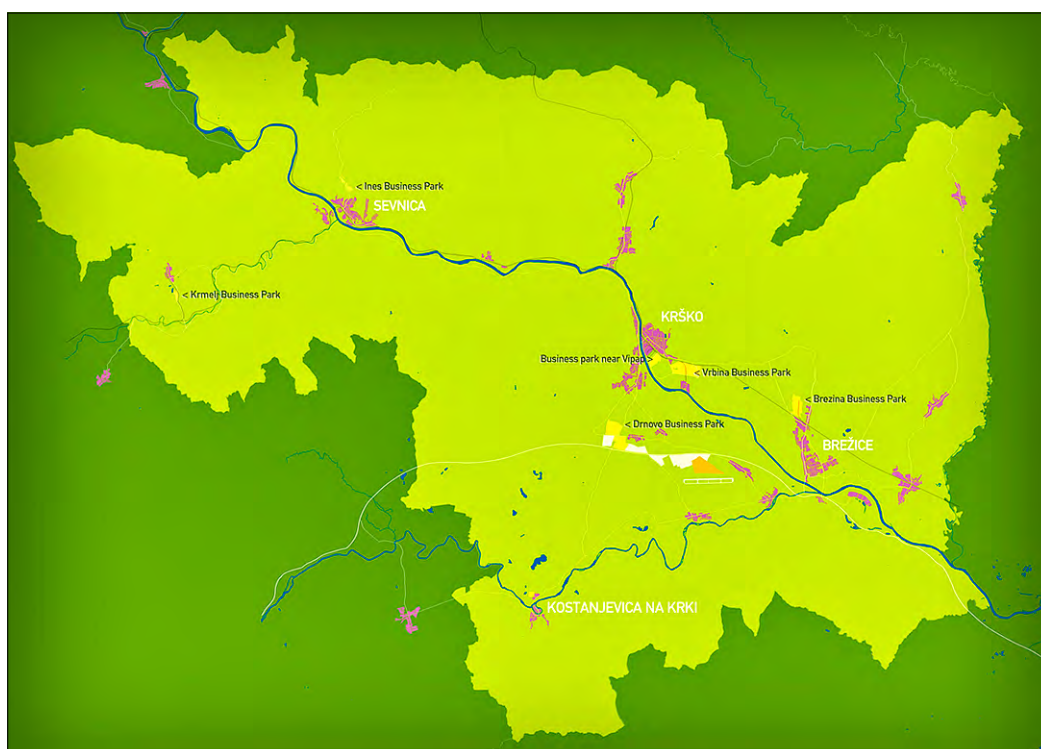 < Ines Business Park
SEVNICA
< Krmelj Business Park
KRŠKO
Business park near Vipap >
< Vrbina Business Park
< Brezina Business Park
< Drnovo Business Park
BREŽICE
KOSTANJEVICA NA KRKI